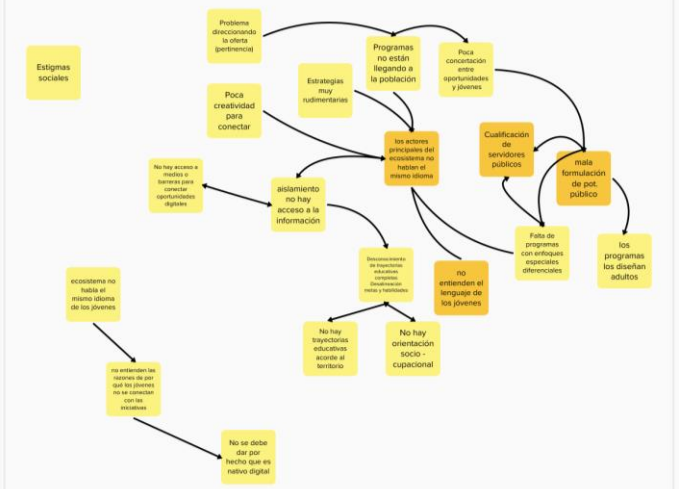 Problema
direccionando
la oferta
(pertinencia)
Programas
no están
llegando a
la población
Poca
concertación
entre
oportunidades
y jóvenes
Estigmas
sociales
Estrategias
muy
rudimentarias
Poca
creatividad
para
conectar
los actores
principales del
ecosistema no
hablan el
mismo idioma
Cualificación
de
servidores
públicos
mala
formulación
de pot.
público
No hay acceso a
medios o
barreras para
conectar
oportunidades
digitales
aislamiento
no hay
acceso a la
información
Falta de
programas
con enfoques
especiales
diferenciales
los
programas
los diseñan
adultos
Desconocimiento
de trayectorias
educativas
completas
Desalineación
metas y habilidades
no
entienden el
lenguaje de
los jóvenes
ecosistema no
habla el
mismo idioma
de los jóvenes
No hay
trayectorias
educativas
acorde al
territorio
No hay
orientación
socio -
cupacional
no entienden las
razones de por
qué los jóvenes
no se conectan
con las
iniciativas
No se debe
dar por
hecho que es
nativo digital